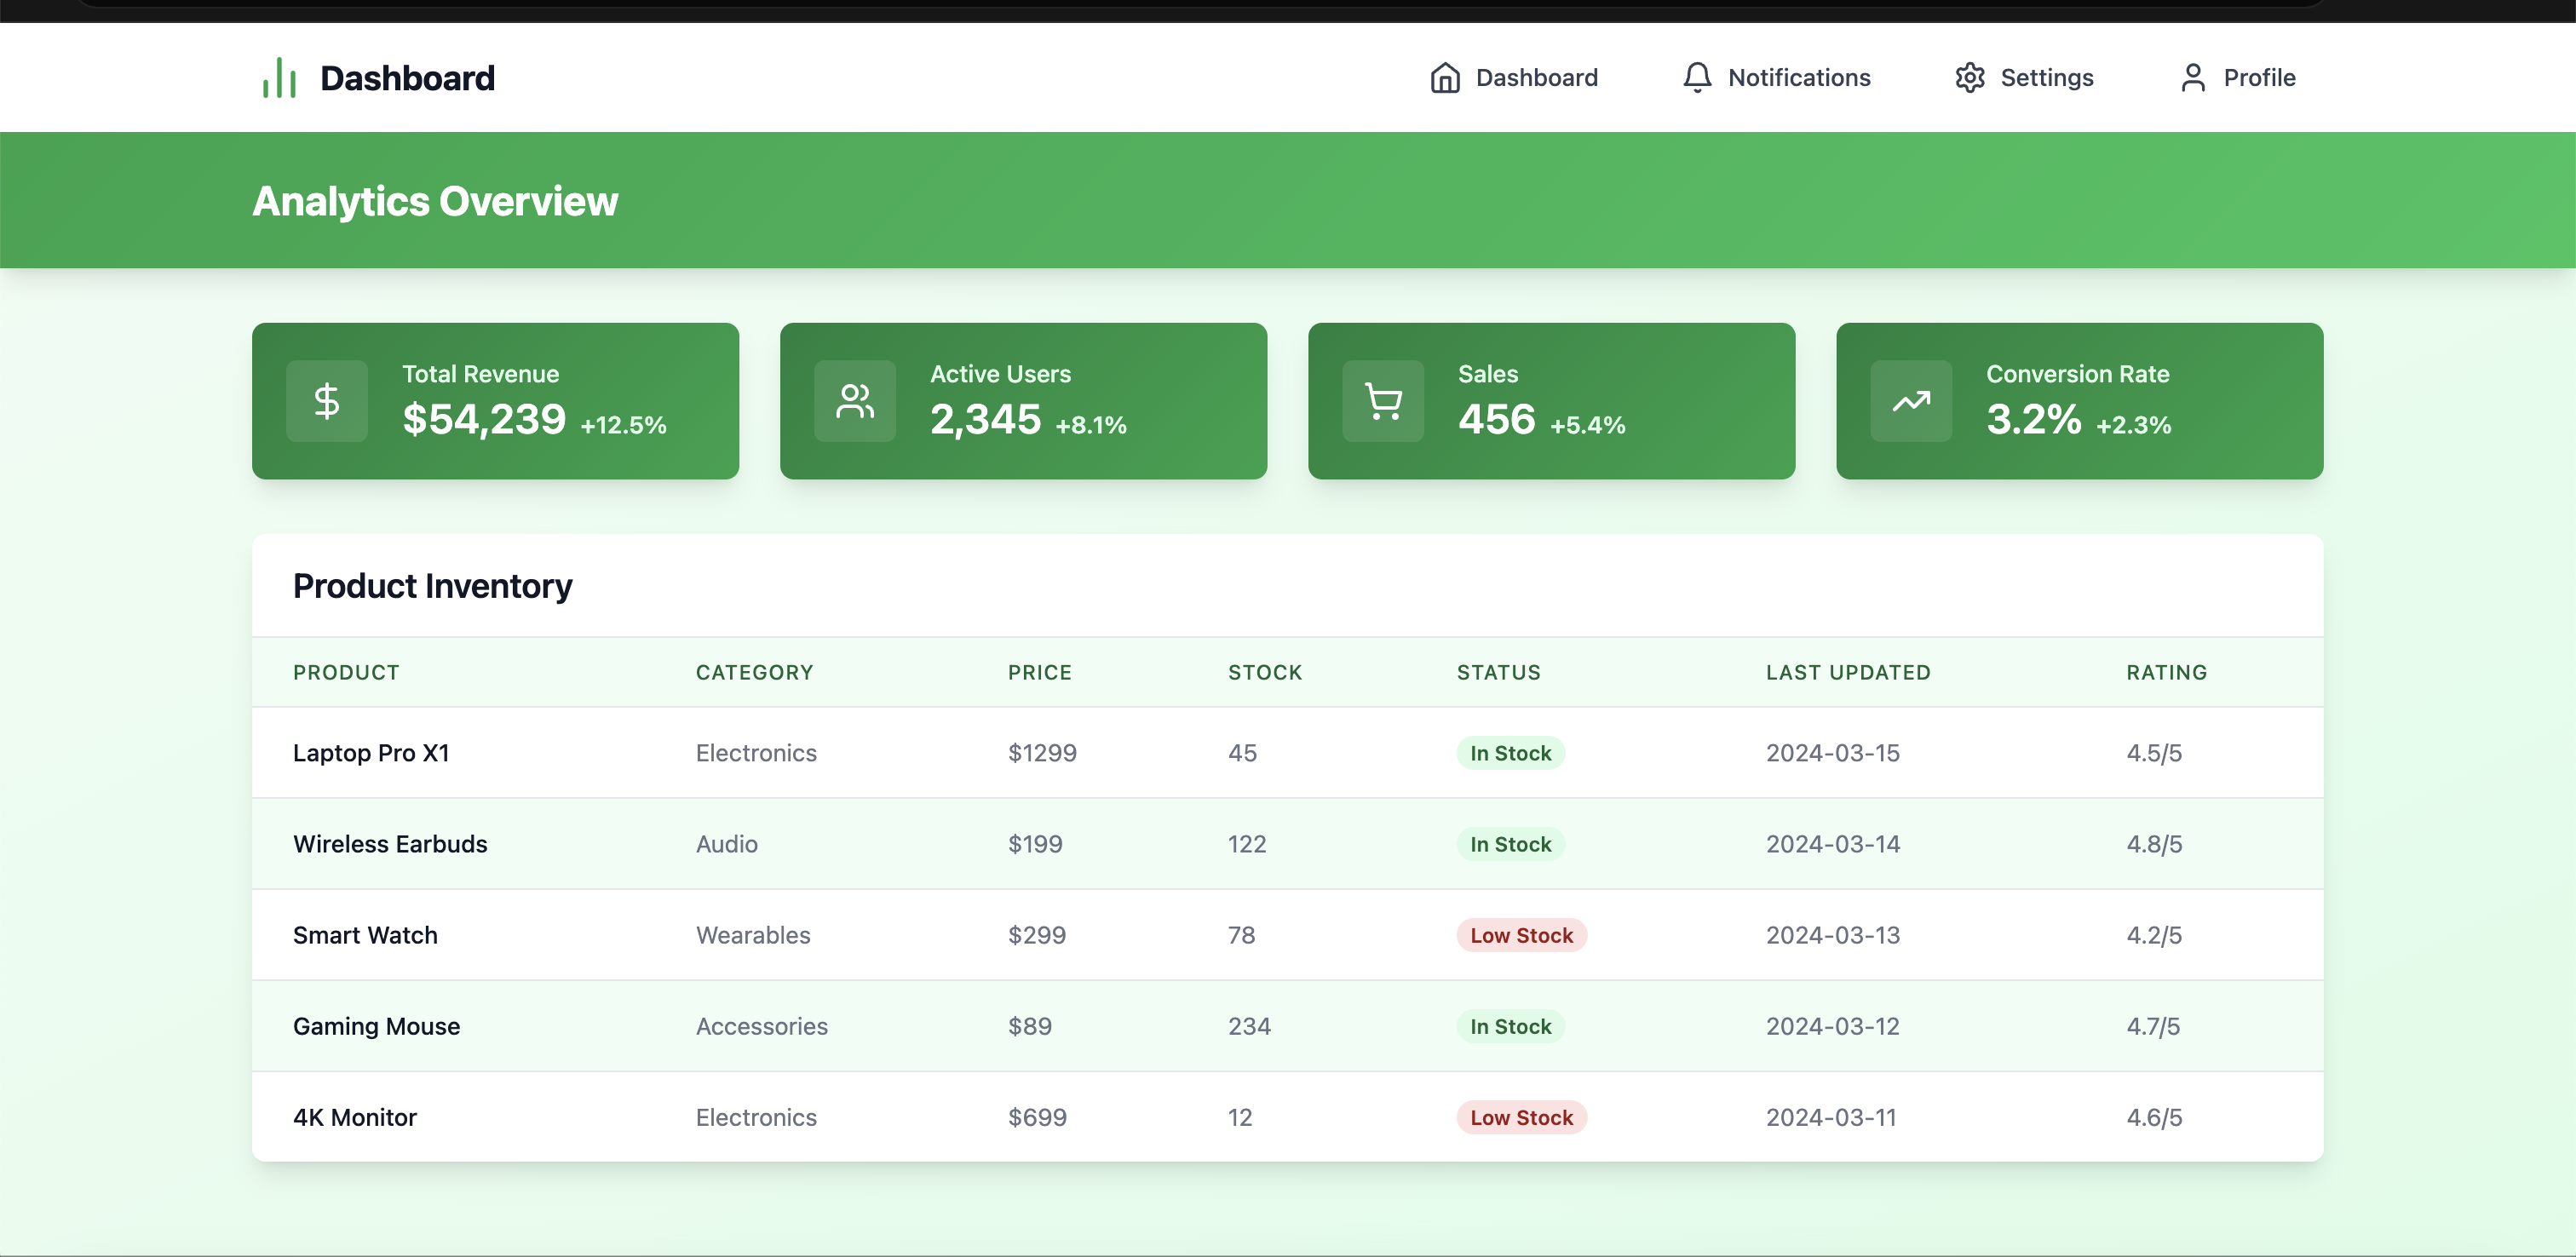 Dashboard
Dashboard Notifications Settings Profile
Analytics Overview
Total Revenue
$54,239 +12.5%
Active Users
2,345 +8.1%
Sales
456 +5.4%
Conversion Rate
3.2% +2.3%
Product Inventory
PRODUCT CATEGORY PRICE STOCK STATUS LAST UPDATED RATING
Laptop Pro X1 Electronics $1299 45 In Stock 2024-03-15 4.5/5
Wireless Earbuds Audio $199 122 In Stock 2024-03-14 4.8/5
Smart Watch Wearables $299 78 Low Stock 2024-03-13 4.2/5
Gaming Mouse Accessories $89 234 In Stock 2024-03-12 4.7/5
4K Monitor Electronics $699 12 Low Stock 2024-03-11 4.6/5